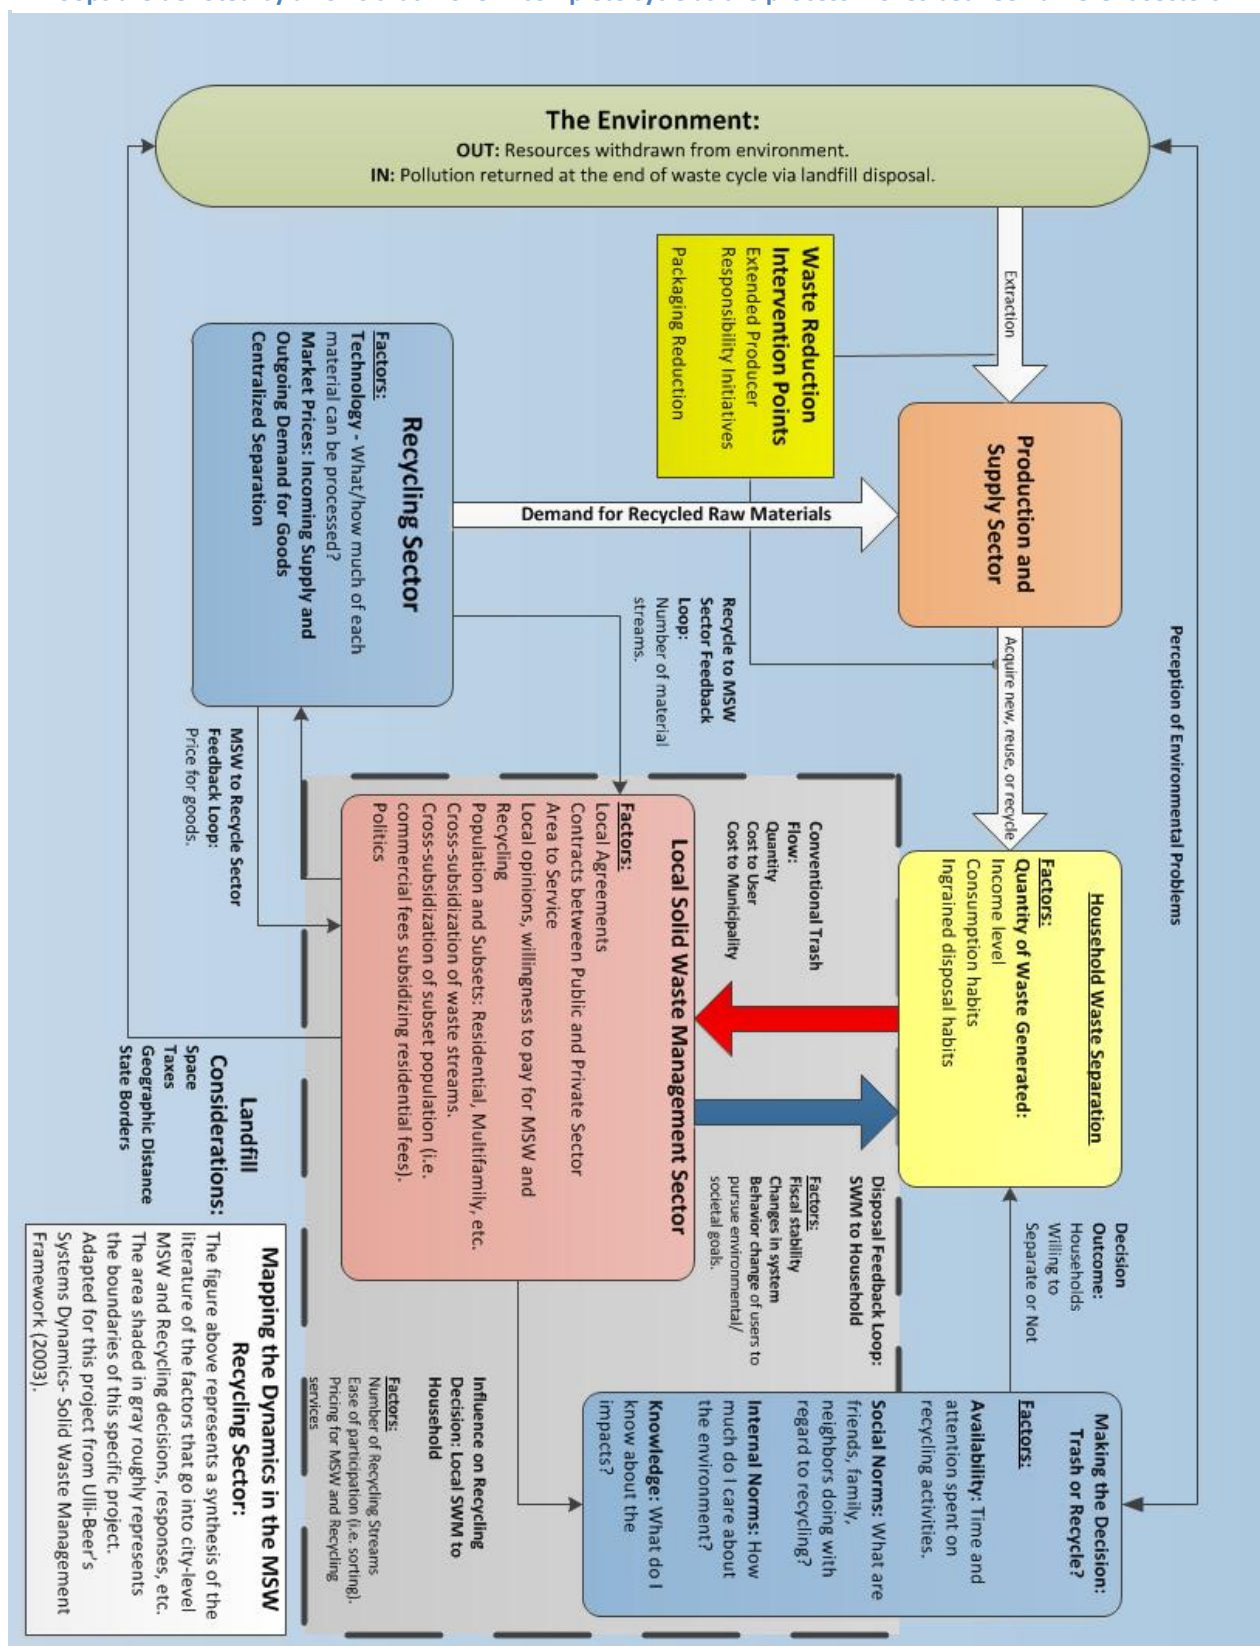 The Environment:
OUT: Resources withdrawn from environment.
IN: Pollution returned at the end of waste cycle via landfill disposal.
Extraction
Waste Reduction
Intervention Points
Extended Producer
Responsibility Initiatives
Packaging Reduction
Production and
Supply Sector
Acquire new, reuse, or recycle
Perception of Environmental Problems
Demand for Recycled Raw Materials
Recycling Sector
Factors:
Technology - What/how much of each
material can be processed?
Market Prices: Incoming Supply and
Outgoing Demand for Goods
Centralized Separation
Recycle to MSW
Sector Feedback
Loop:
Number of material
streams.
MSW to Recycle Sector
Feedback Loop:
Price for goods.
Household Waste Separation
Factors:
Quantity of Waste Generated:
Income level
Consumption habits
Ingrained disposal habits
Conventional Trash
Flow:
Quantity
Cost to User
Cost to Municipality
Local Solid Waste Management Sector
Factors:
Local Agreements
Contracts between Public and Private Sector
Area to Service
Local opinions, willingness to pay for MSW and
Recycling
Population and Subsets: Residential, Multifamily, etc.
Cross-subsidization of waste streams.
Cross-subsidization of subset population (i.e.
commercial fees subsidizing residential fees).
Politics
Disposal Feedback Loop:
SWM to Household
Factors:
Fiscal stability
Changes in system
Behavior change of users to
pursue environmental/
societal goals.
Decision
Outcome:
Households
Willing to
Separate or Not
Making the Decision:
Trash or Recycle?
Factors:
Availability: Time and
attention spent on
recycling activities.
Social Norms: What are
friends, family,
neighbors doing with
regard to recycling?
Internal Norms: How
much do I care about
the environment?
Knowledge: What do I
know about the
impacts?
Influence on Recycling
Decision: Local SWM to
Household
Factors:
Number of Recycling Streams
Ease of participation (i.e. sorting).
Pricing for MSW and Recycling
services
Landfill
Considerations:
Space
Taxes
Geographic Distance
State Borders
Mapping the Dynamics in the MSW
Recycling Sector:
The figure above represents a synthesis of the
literature of the factors that go into city-level
MSW and Recycling decisions, responses, etc.
The area shaded in gray roughly represents
the boundaries of this specific project.
Adapted for this project from Ulli-Beer's
Systems Dynamics- Solid Waste Management
Framework (2003).